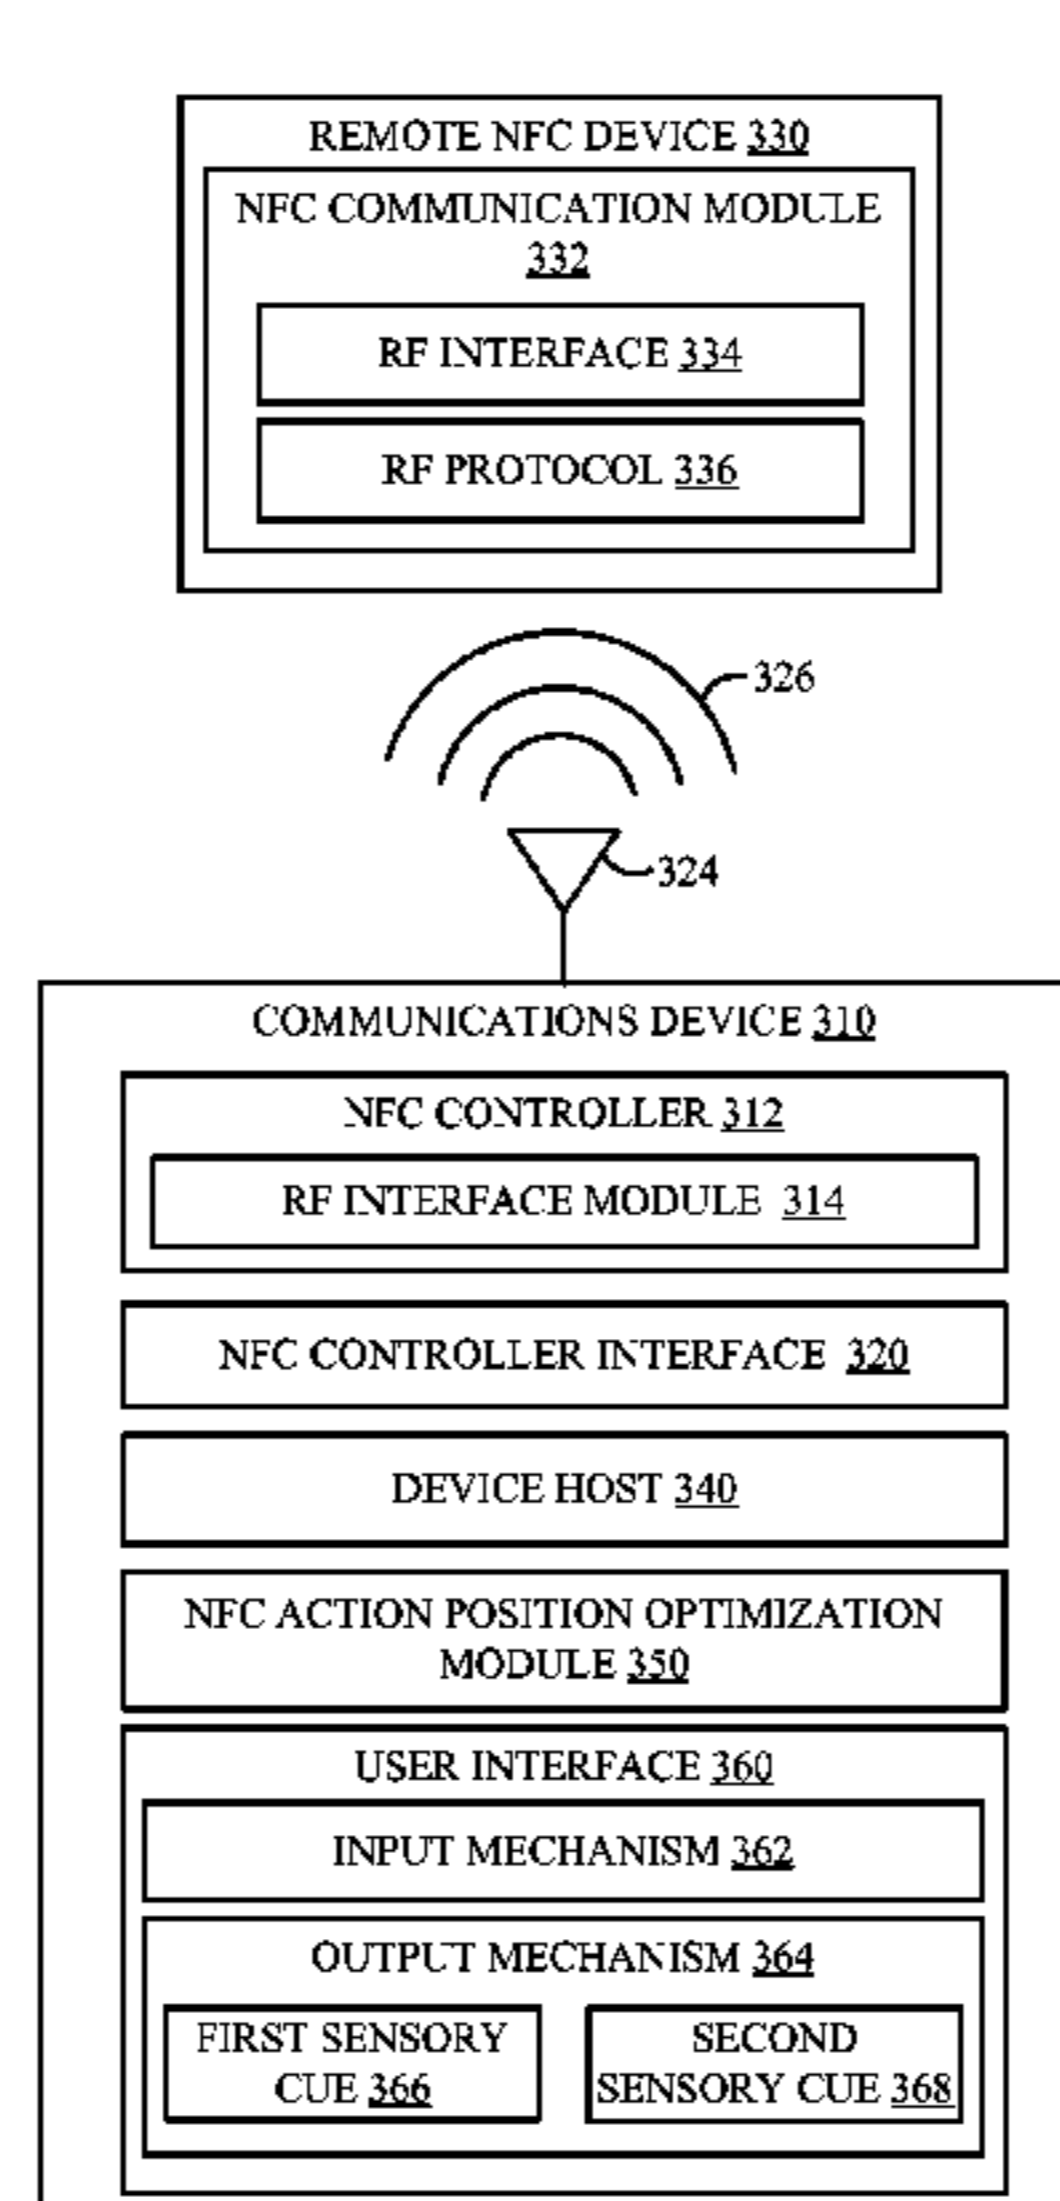 REMOTE NFC DEVICE 330
NFC COMMUNICATION MODULE
332
RF INTERFACE 334
RF PROTOCOL 336
326
324
COMMUNICATIONS DEVICE 310
NFC CONTROLLER 312
RF INTERFACE MODULE 314
NFC CONTROLLER INTERFACE 320
DEVICE HOST 340
NFC ACTION POSITION OPTIMIZATION
MODULE 350
USER INTERFACE 360
INPUT MECHANISM 362
OUTPUT MECHANISM 364
FIRST SENSORY
CUE 366
SECOND
SENSORY CUE 368